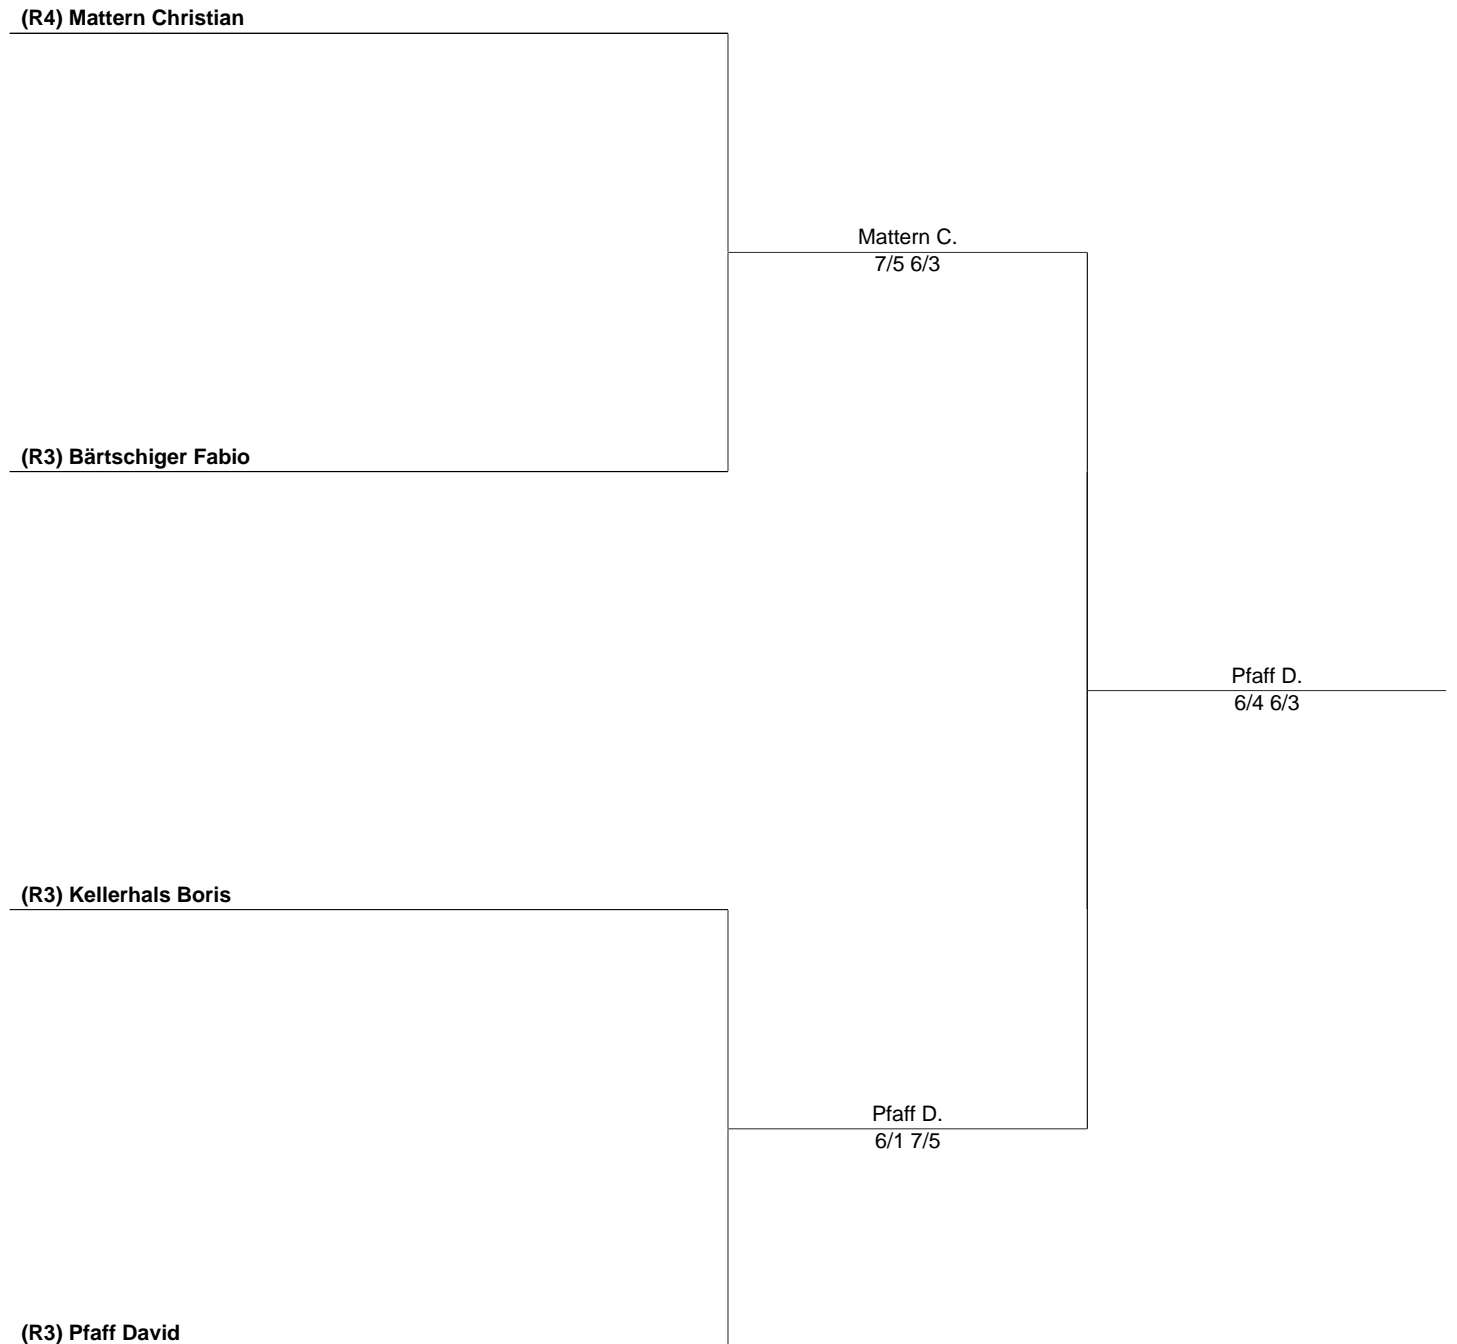 (R4) Mattern Christian
Mattern C.
7/5 6/3
(R3) Bärtschiger Fabio
Pfaff D.
6/4 6/3
(R3) Kellerhals Boris
Pfaff D.
6/1 7/5
(R3) Pfaff David